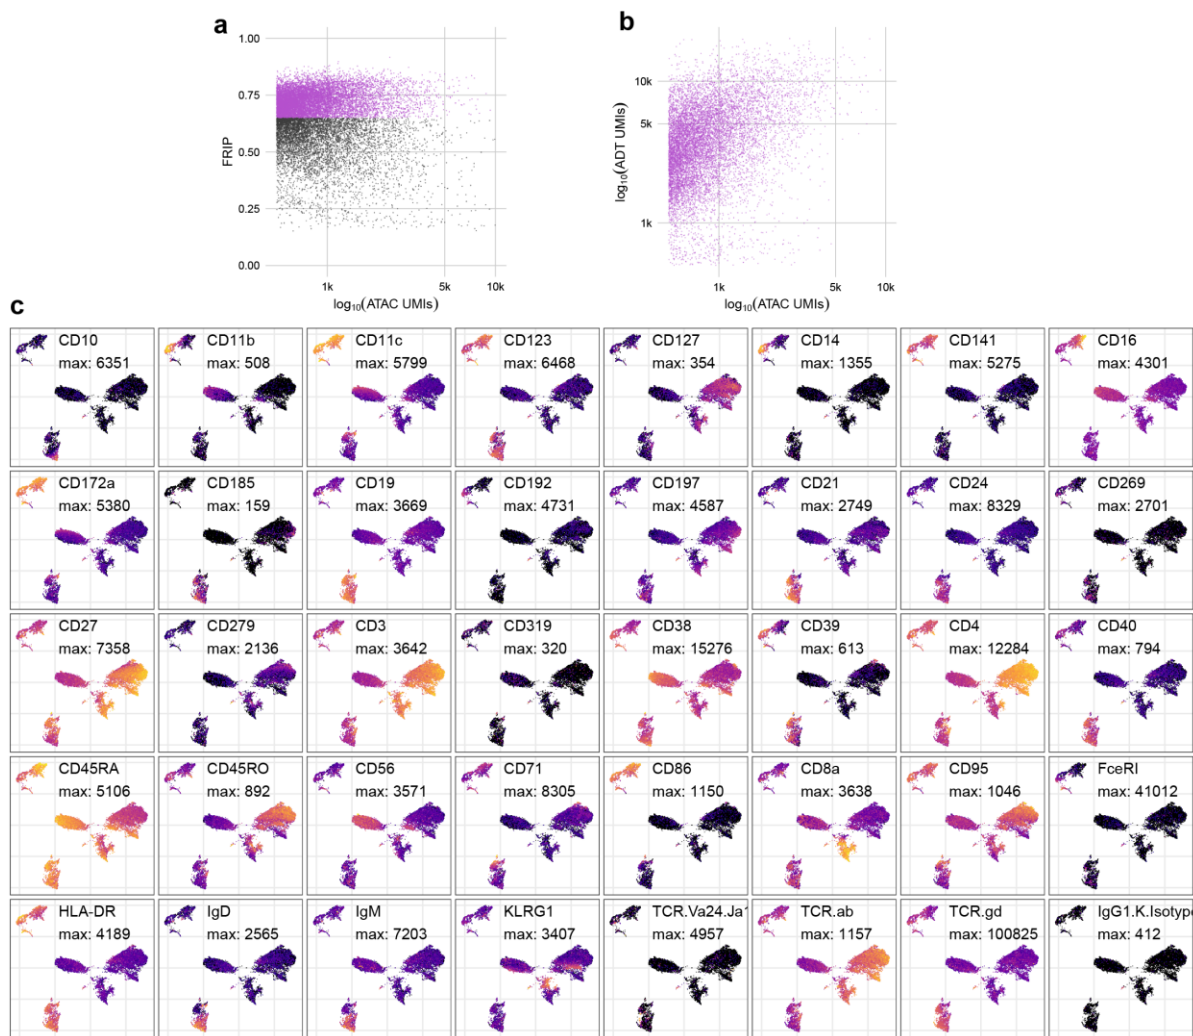 a
1.00
0.75
0.50
0.25
0.00
FRIP
1k
5k
10k
log10(ATAC UMIs)
b
10k
5k
1k
log10(ADT UMIs)
1k
5k
10k
log10(ATAC UMIs)
c
CD10
max: 6351
CD11b
max: 508
CD11c
max: 5799
CD123
max: 6468
CD127
max: 354
CD14
max: 1355
CD141
max: 5275
CD16
max: 4301
CD172a
max: 5380
CD185
max: 159
CD19
max: 3669
CD192
max: 4731
CD197
max: 4587
CD21
max: 2749
CD24
max: 8329
CD269
max: 2701
CD27
max: 7358
CD279
max: 2136
CD3
max: 3642
CD319
max: 320
CD38
max: 15276
CD39
max: 613
CD4
max: 12284
CD40
max: 794
CD45RA
max: 5106
CD45RO
max: 892
CD56
max: 3571
CD71
max: 8305
CD86
max: 1150
CD8a
max: 3638
CD95
max: 1046
FceRI
max: 41012
HLA-DR
max: 4189
IgD
max: 2565
IgM
max: 7203
KLRG1
max: 3407
TCR.Va24.Ja1
max: 4957
TCR.ab
max: 1157
TCR.gd
max: 100825
IgG1.K.Isotype
max: 412